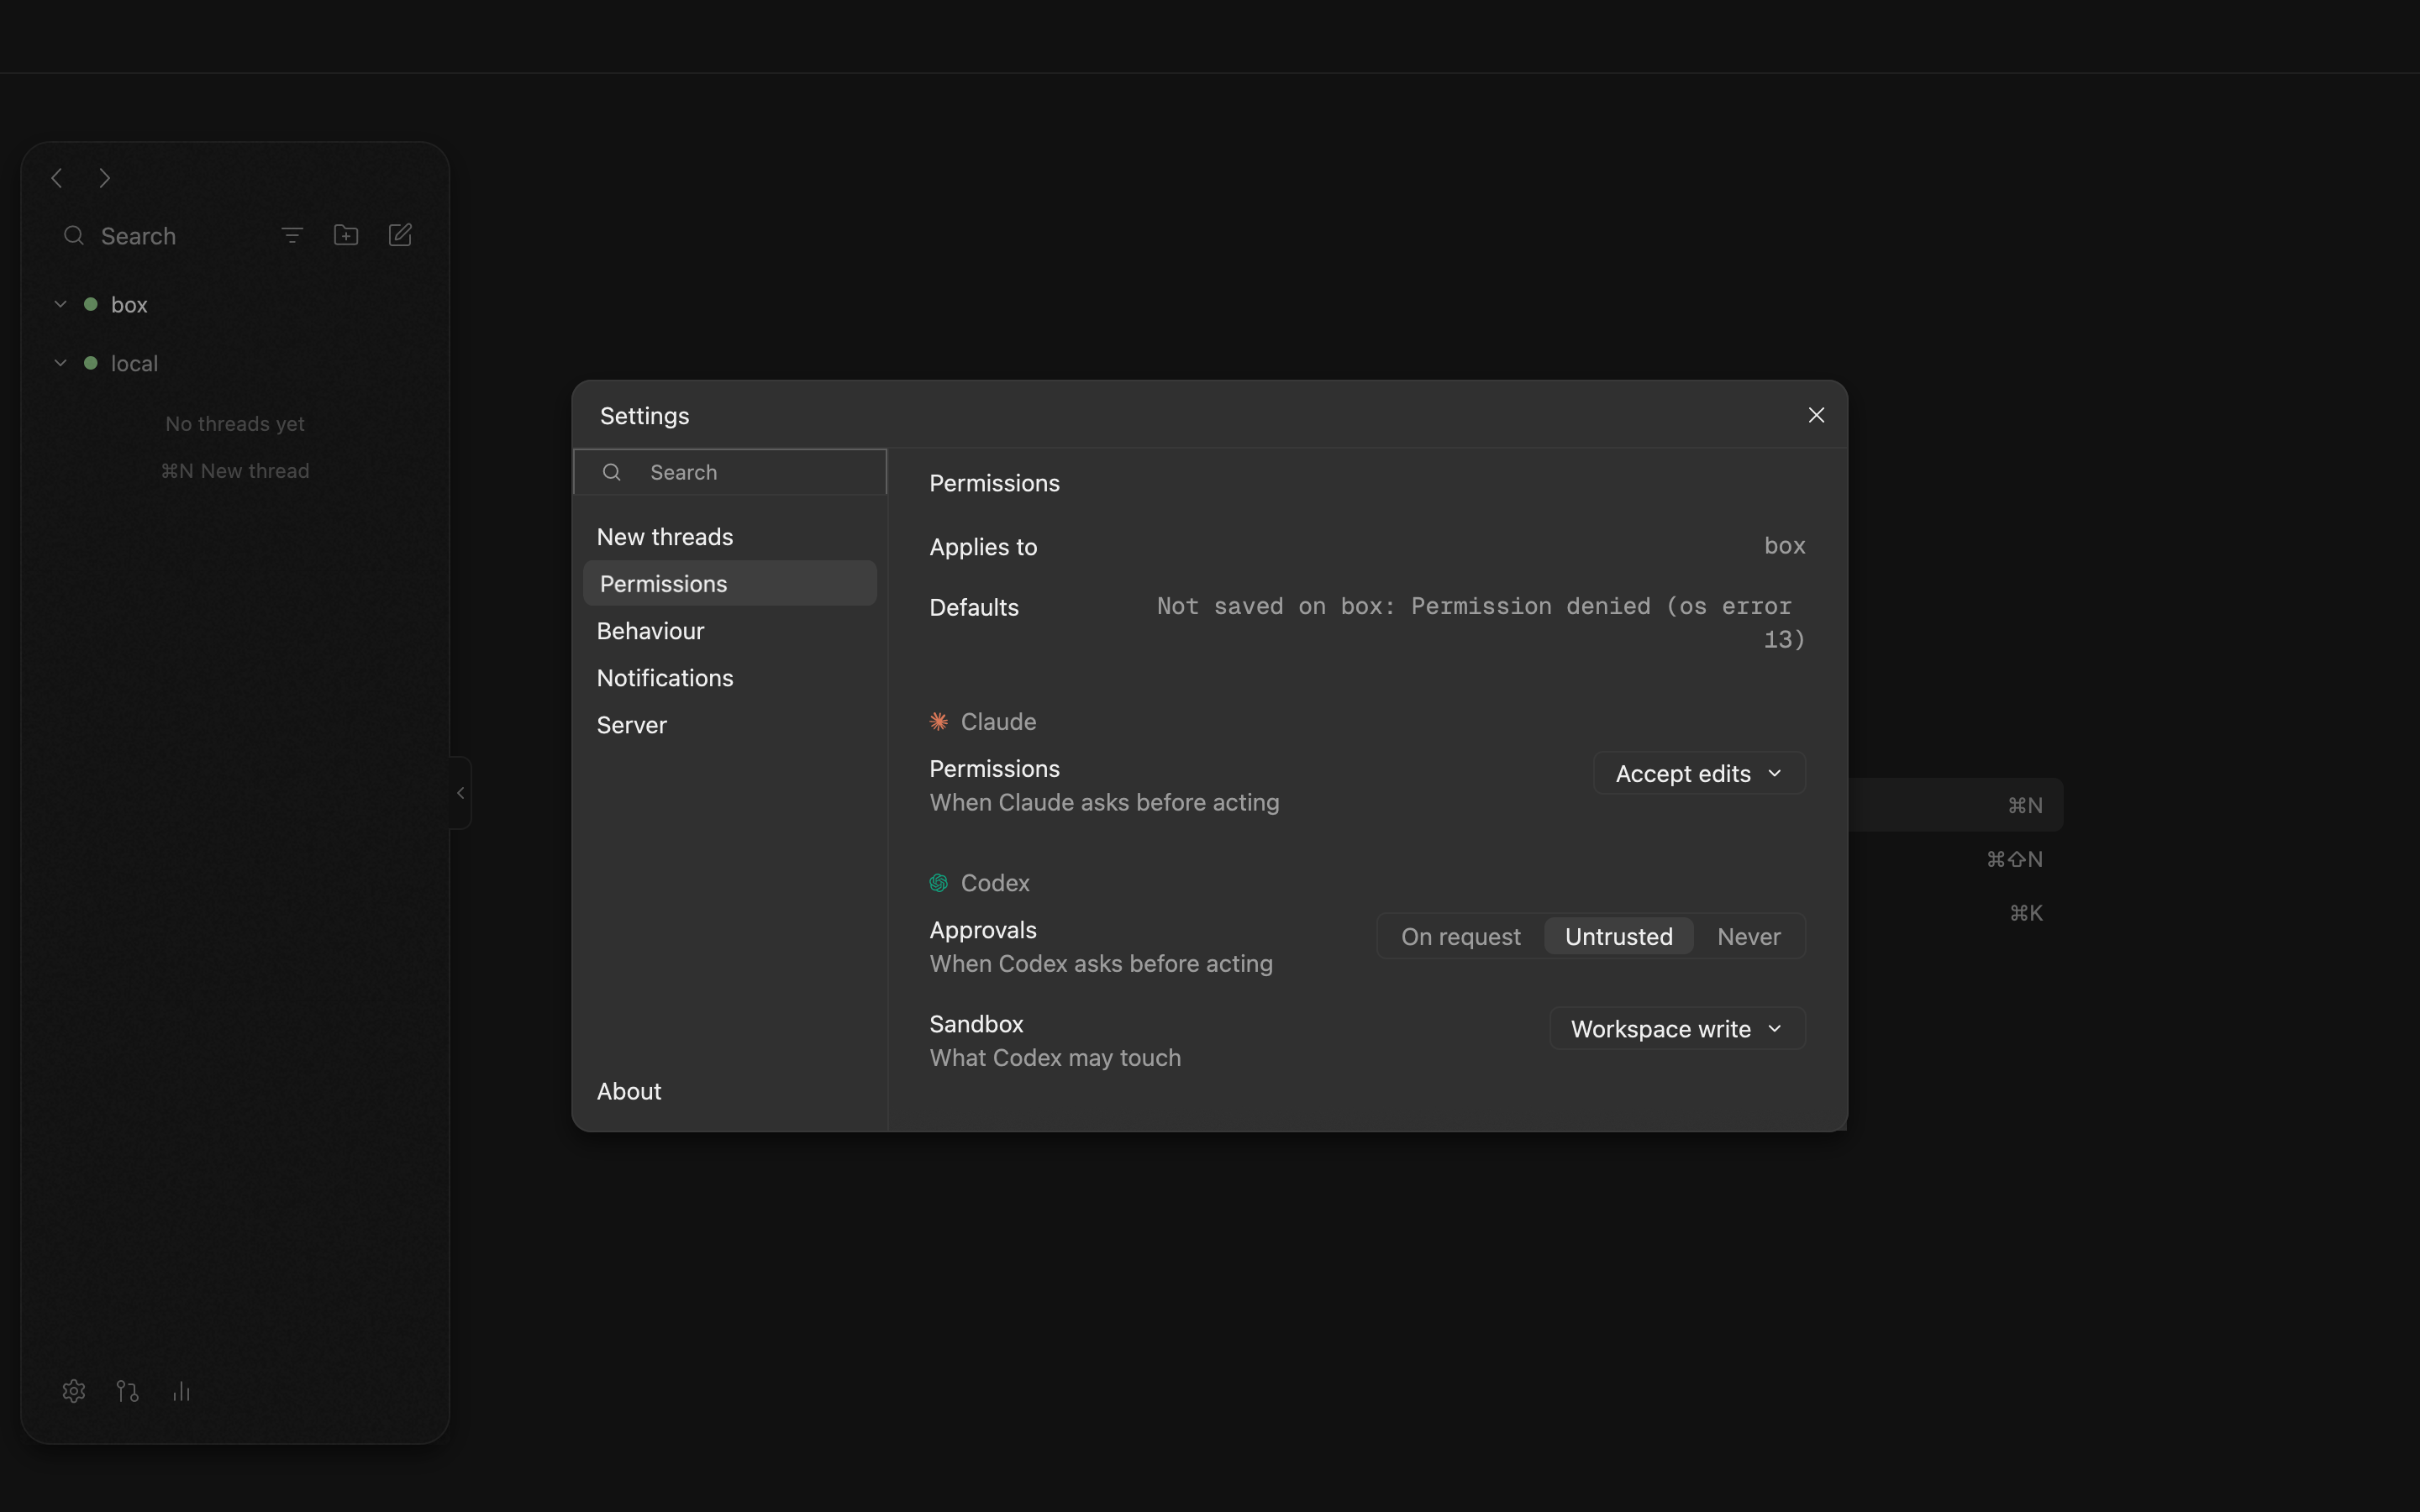 Search
box
local
No threads yet
⌘N New thread
Settings
Search
New threads
Permissions
Behaviour
Notifications
Server
About
Permissions
Applies to
box
Defaults
Not saved on box: Permission denied (os error
13)
Claude
Permissions
Accept edits
When Claude asks before acting
Codex
Approvals
On request
Untrusted
Never
When Codex asks before acting
Sandbox
Workspace write
What Codex may touch
⌘N
⌘⇧N
⌘K